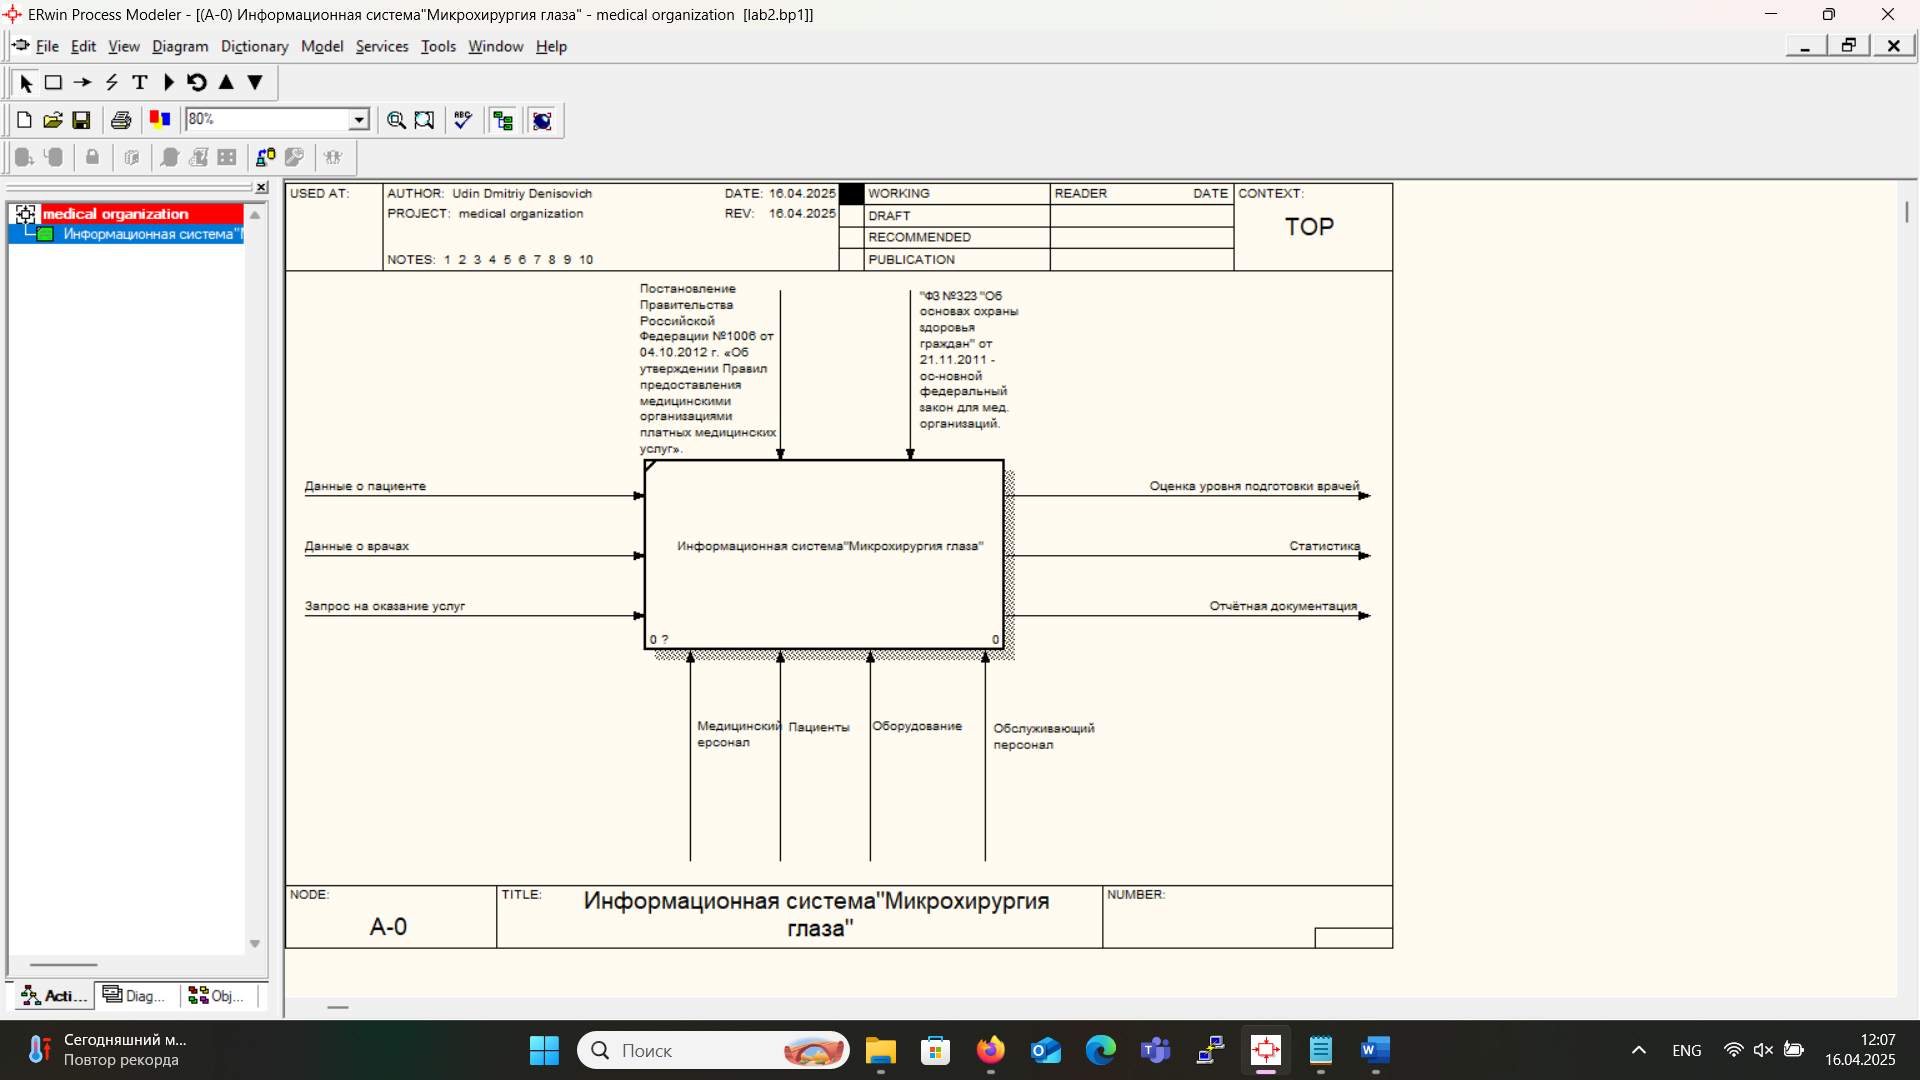 ERwin Process Modeler - [(A-0) Информационная система"Микрохирургия глаза" - medical organization  [lab2.bp1]]
File Edit View Diagram Dictionary Model Services Tools Window Help
T
80%
ABC
medical organization
Информационная система"
Acti...
Diag...
Obj...
USED AT:
AUTHOR: Udin Dmitriy Denisovich
DATE: 16.04.2025
PROJECT: medical organization
REV: 16.04.2025
NOTES: 1 2 3 4 5 6 7 8 9 10
WORKING
DRAFT
RECOMMENDED
PUBLICATION
READER DATE
CONTEXT:
TOP
Постановление
Правительства
Российской
Федерации №1006 от
04.10.2012 г. «Об
утверждении Правил
предоставления
медицинскими
организациями
платных медицинских
услуг».
"ФЗ №323 "Об
основах охраны
здоровья
граждан" от
21.11.2011 -
ос-новной
федеральный
закон для мед.
организаций.
Данные о пациенте
Данные о врачах
Запрос на оказание услуг
Информационная система"Микрохирургия глаза"
0 ?
0
Оценка уровня подготовки врачей
Статистика
Отчётная документация
Медицинский
ерсонал
Пациенты
Оборудование
Обслуживающий
персонал
NODE:
A-0
TITLE:
Информационная система"Микрохирургия
глаза"
NUMBER:
Сегодняшний м...
Повтор рекорда
Поиск
ENG
12:07
16.04.2025